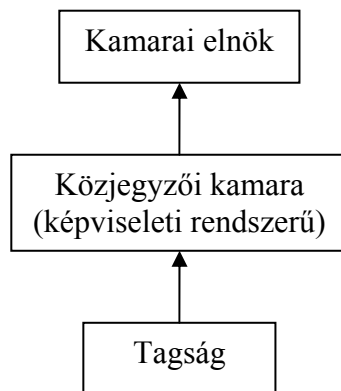 Kamarai elnök
Közjegyzői kamara
(képviseleti rendszerű)
Tagság